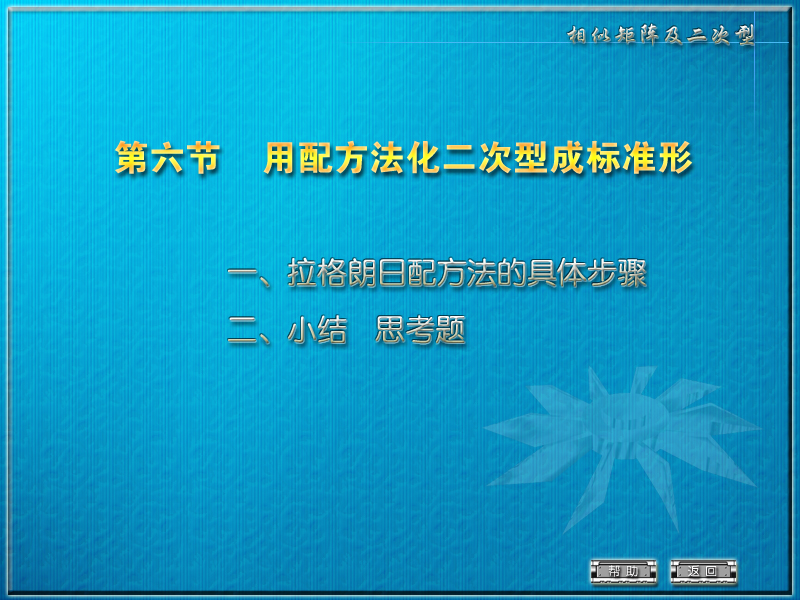 相似矩阵及二次型
第六节 用配方法化二次型成标准形
一、拉格朗日配方法的具体步骤
二、小结 思考题
帮助 返回